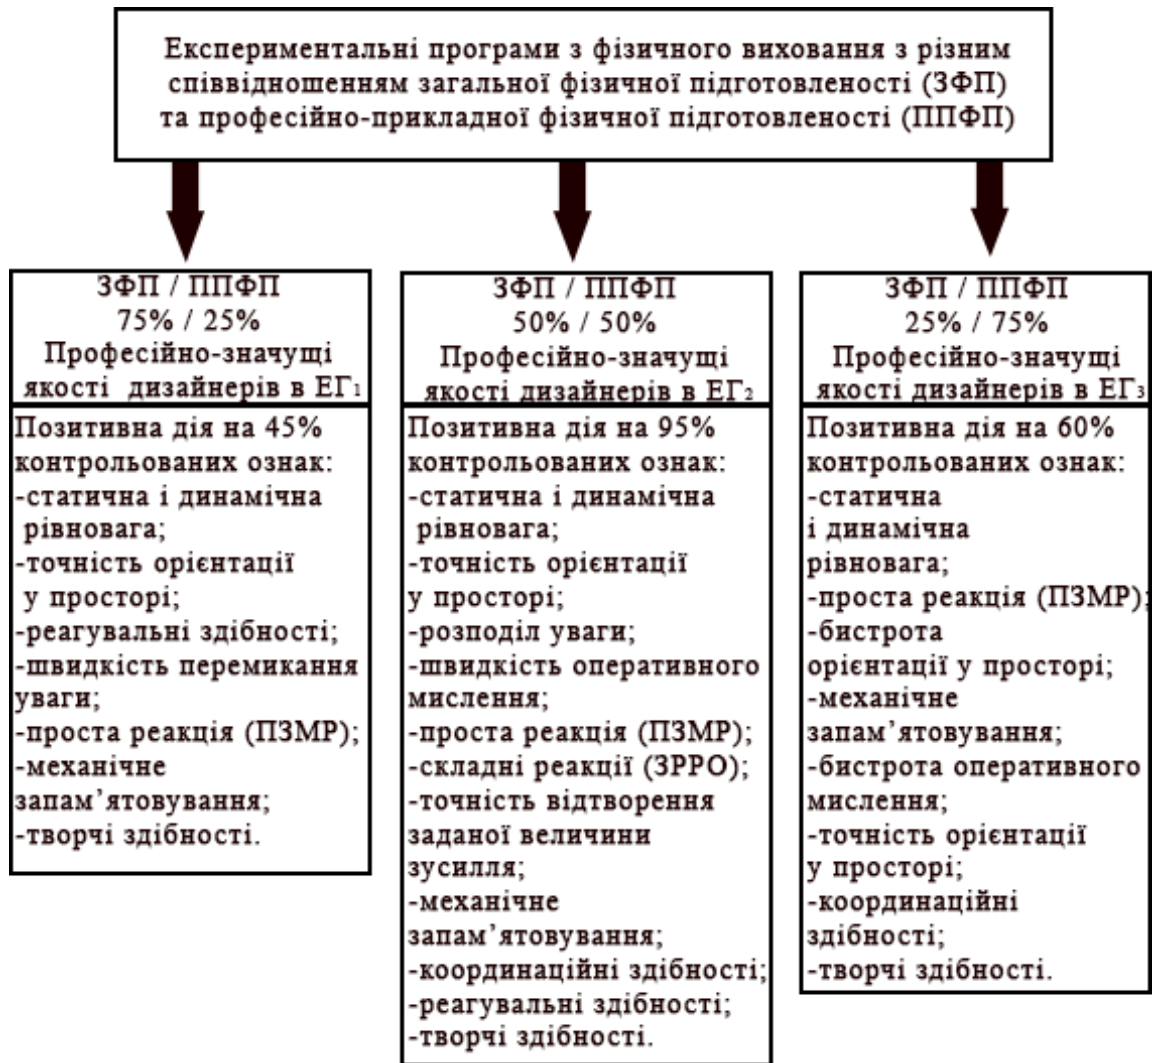 Експериментальні програми з фізичного виховання з різним
співвідношенням загальної фізичної підготовленості (ЗФП)
та професійно-прикладної фізичної підготовленості (ППФП)
ЗФП / ППФП
75% / 25%
Професійно-значущі
якості дизайнерів в ЕГ1
Позитивна дія на 45%
контрольованих ознак:
-статична і динамічна
рівновага;
-точність орієнтації
у просторі;
-реагувальні здібності;
-швидкість перемикання
уваги;
-проста реакція (ПЗМР);
-механічне
запам’ятовування;
-творчі здібності.
ЗФП / ППФП
50% / 50%
Професійно-значущі
якості дизайнерів в ЕГ2
Позитивна дія на 95%
контрольованих ознак:
-статична і динамічна
рівновага;
-точність орієнтації
у просторі;
-розподіл уваги;
-швидкість оперативного
мислення;
-проста реакція (ПЗМР);
-складні реакції (ЗРРО);
-точність відтворення
заданої величини
зусилля;
-механічне
запам’ятовування;
-координаційні здібності;
-реагувальні здібності;
-творчі здібності.
ЗФП / ППФП
25% / 75%
Професійно-значущі
якості дизайнерів в ЕГ3
Позитивна дія на 60%
контрольованих ознак:
-статична
і динамічна
рівновага;
-проста реакція (ПЗМР);
-бистрота
орієнтації у просторі;
-механічне
запам’ятовування;
-бистрота оперативного
мислення;
-точність орієнтації
у просторі;
-координаційні
здібності;
-творчі здібності.